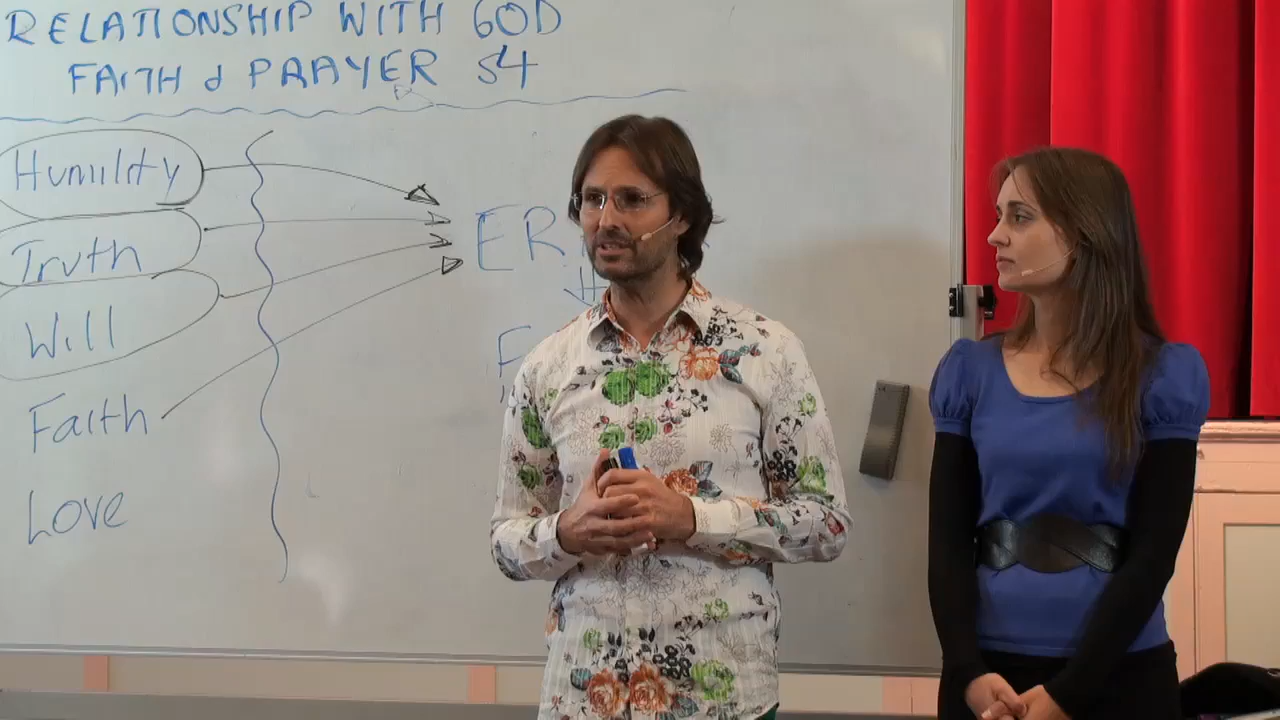 RELATIONSHIP WITH GOD
FAITH & PRAYER S4
Humility
Truth
Will
Faith
Love